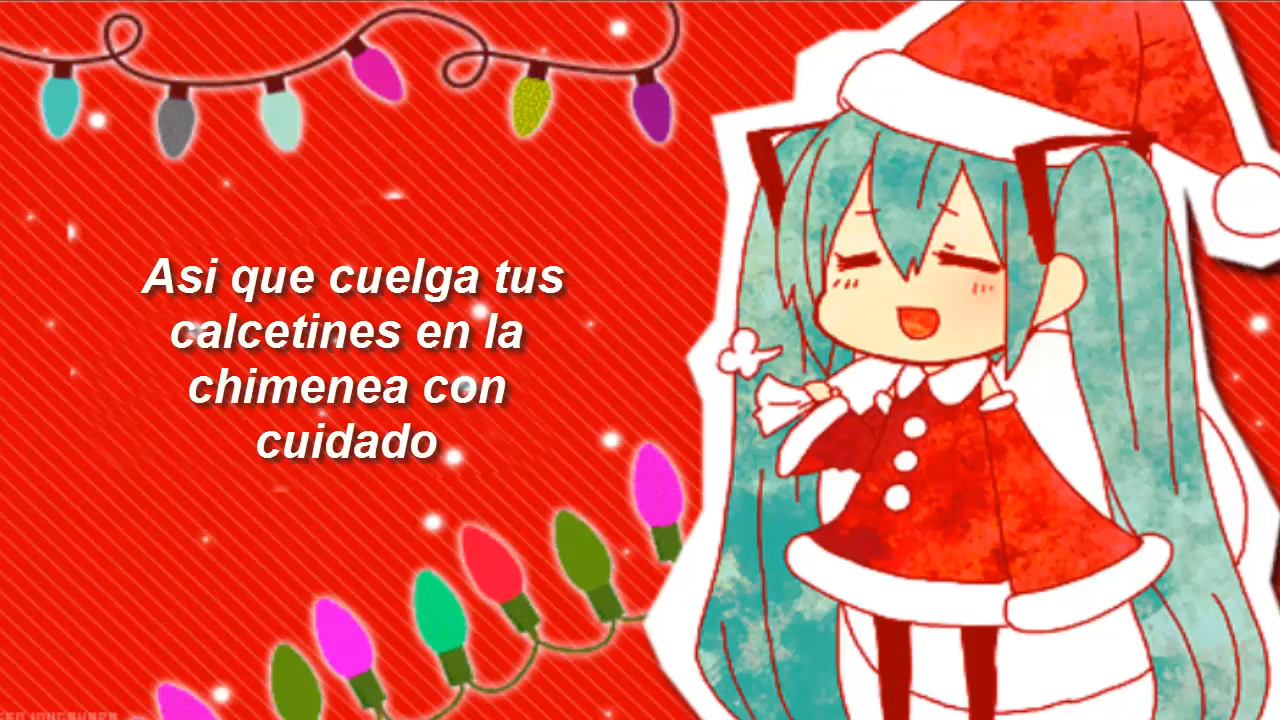 Asi que cuelga tus
calcetines en la
chimenea con
cuidado